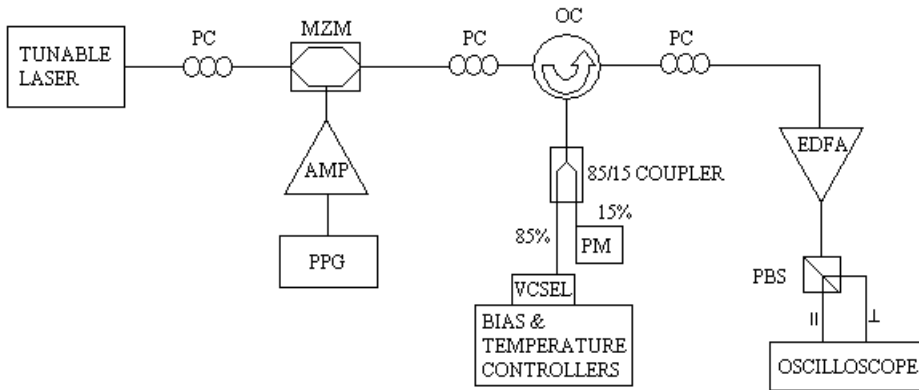 OC
PC
MZM
PC
PC
TUNABLE
LASER
EDFA
AMP
85/15 COUPLER
15%
85%
PM
PPG
PBS
VCSEL
||
⊥
BIAS &
TEMPERATURE
CONTROLLERS
OSCILLOSCOPE